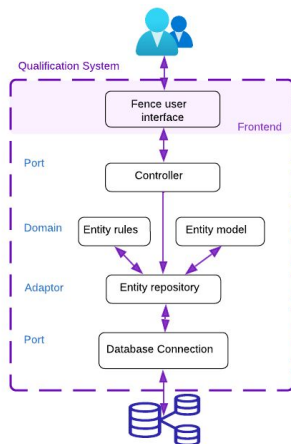 Qualification System
Fence user
interface
Frontend
Port
Controller
Domain
Entity rules
Entity model
Adaptor
Entity repository
Port
Database Connection